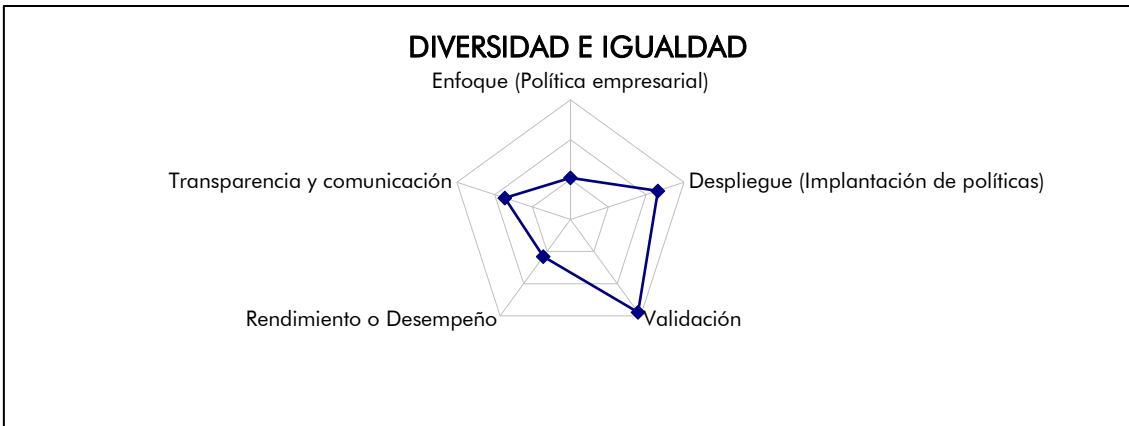 DIVERSIDAD E IGUALDAD
Enfoque (Política empresarial)
Transparencia y comunicación
Despliegue (Implantación de políticas)
Rendimiento o Desempeño
Validación